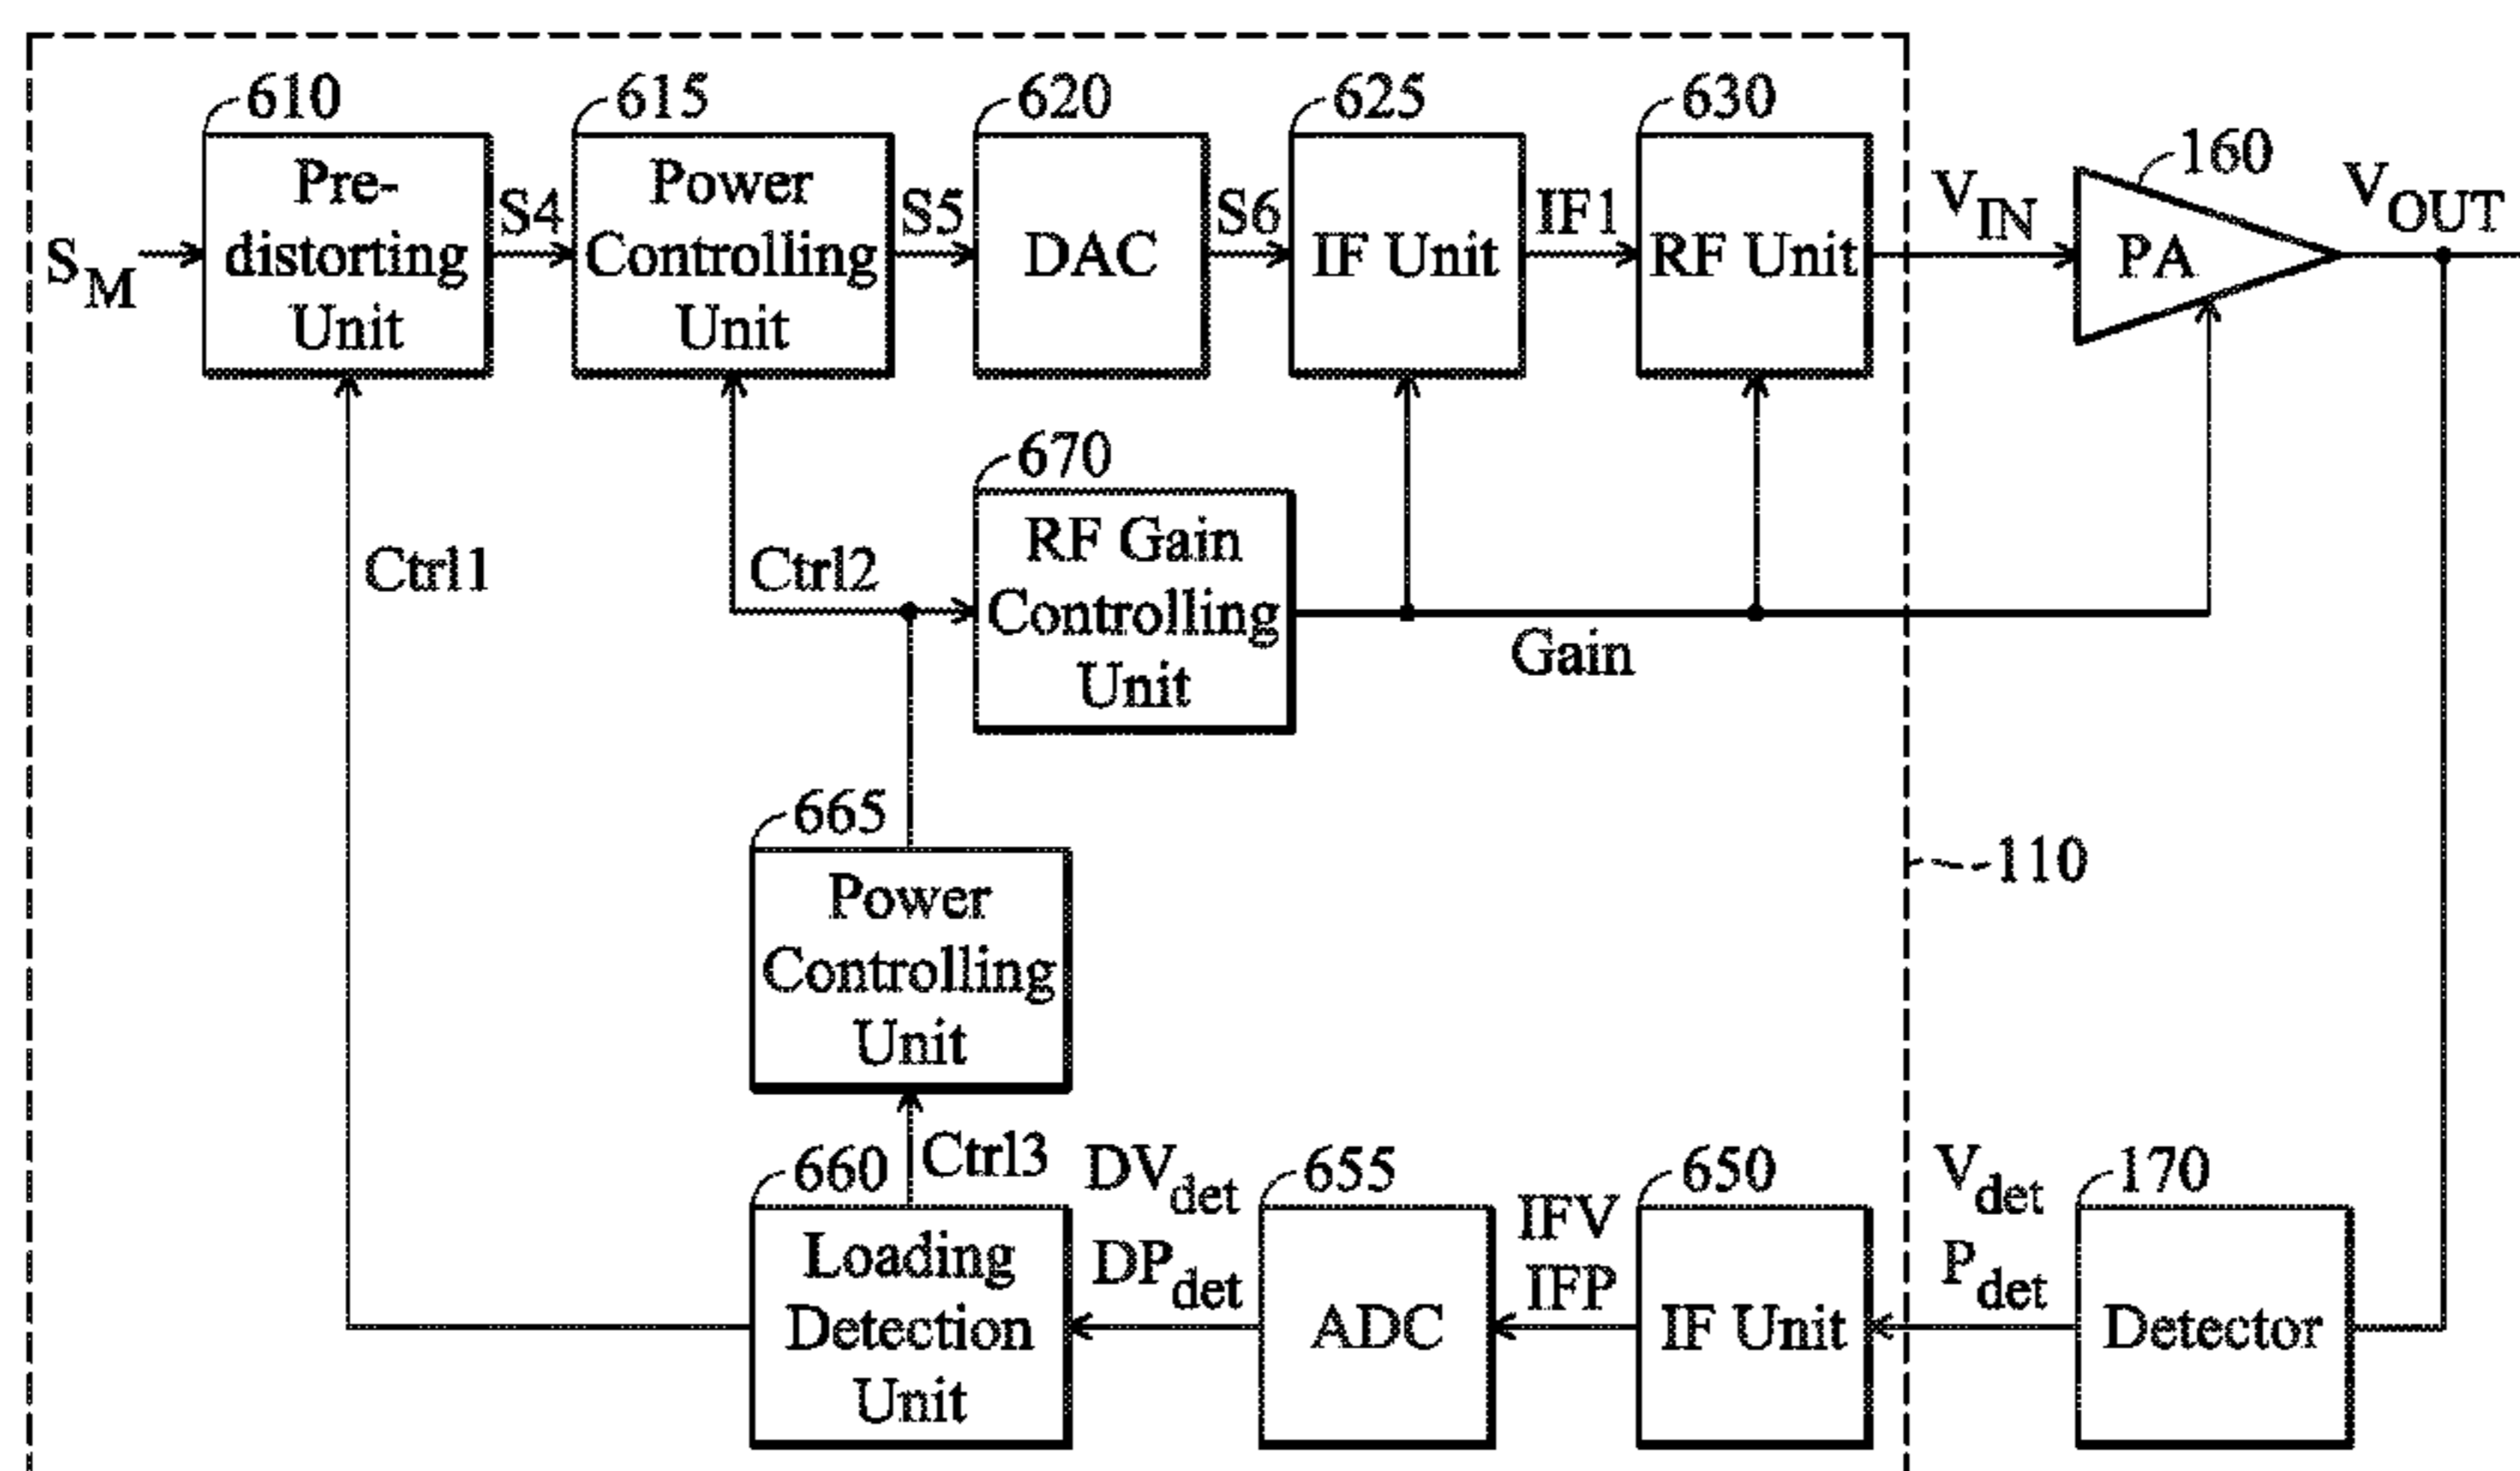 610
615
620
625
630
160
S_M
Pre-
distorting
Unit
S4
Power
Controlling
Unit
S5
DAC
S6
IF Unit
IF1
RF Unit
V_IN
PA
V_OUT
Ctrl1
Ctrl2
670
RF Gain
Controlling
Unit
Gain
665
Power
Controlling
Unit
110
Ctrl3
660
Loading
Detection
Unit
DV_det
DP_det
655
ADC
IFV
IFP
650
IF Unit
V_det
P_det
170
Detector